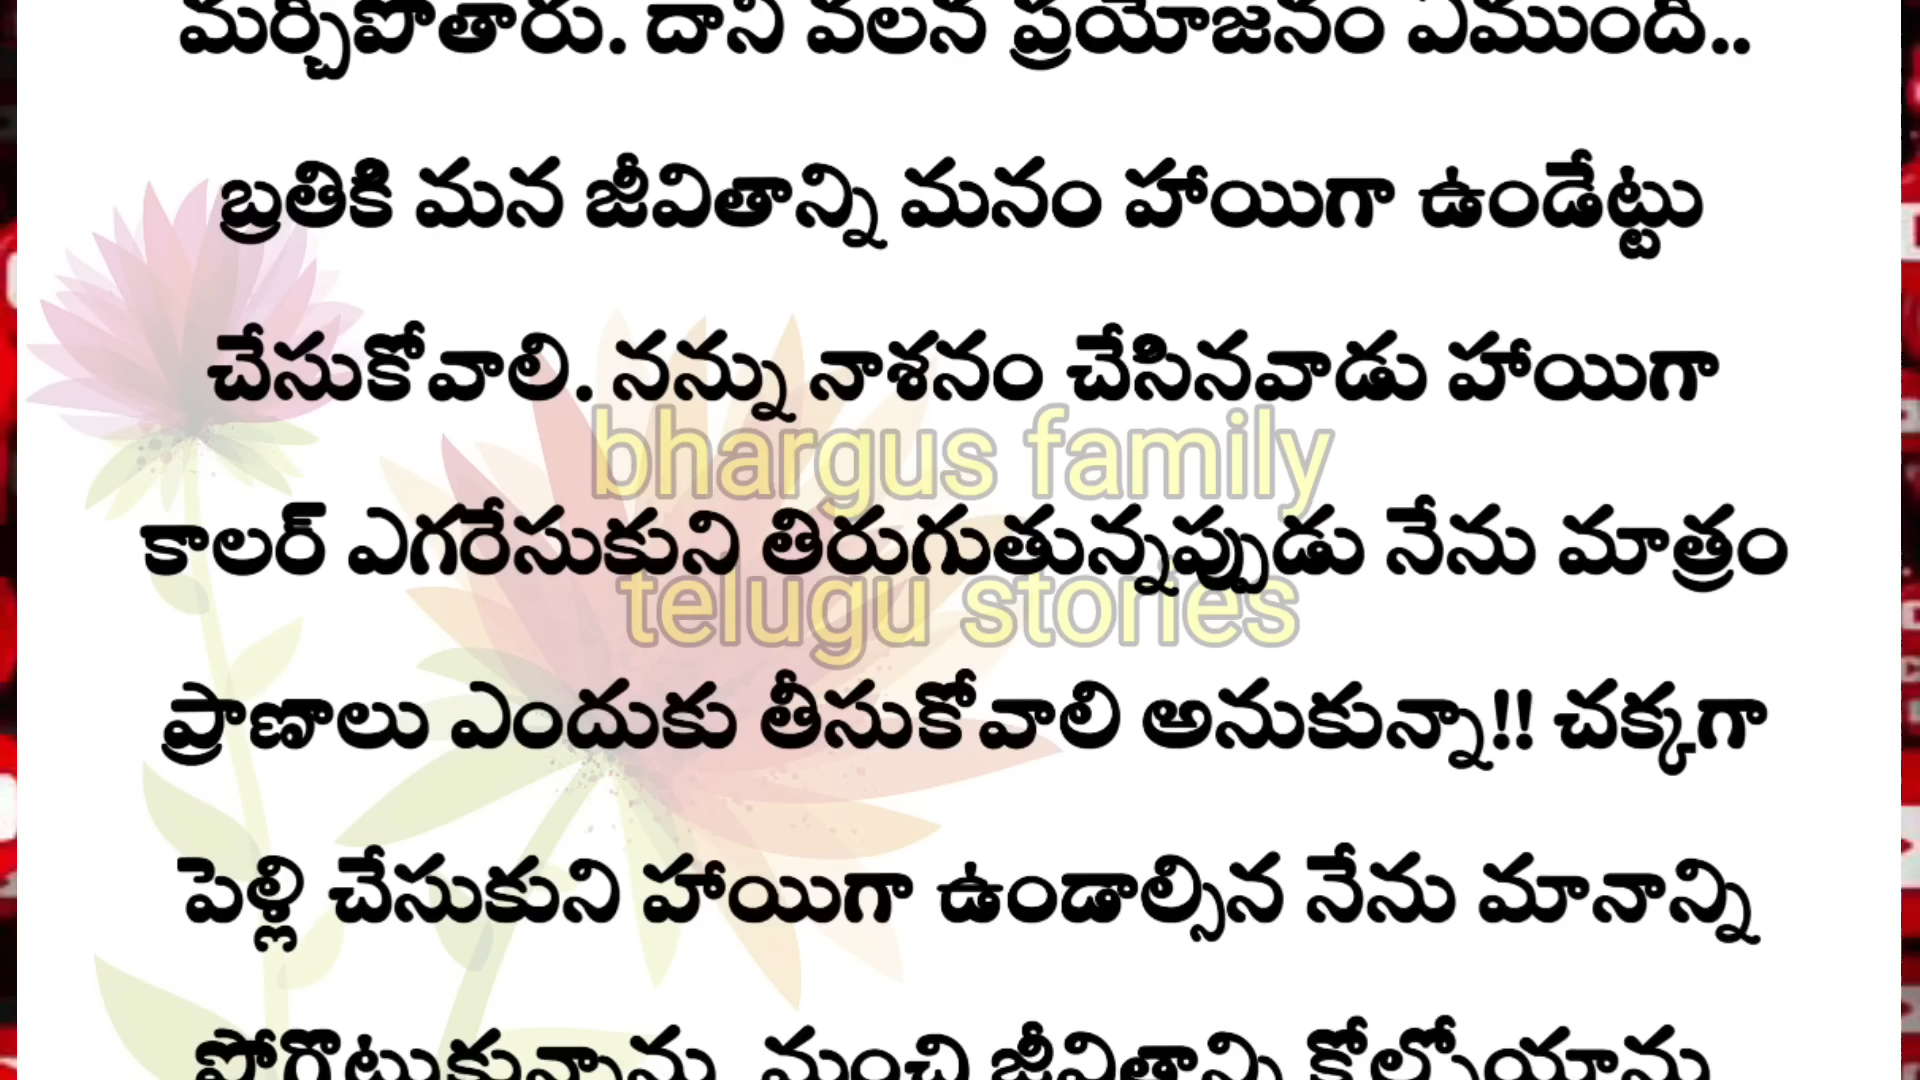 మర్చిపోతారు. దాని వలన ప్రయోజనం ఏముంది..
బ్రతికి మన జీవితాన్ని మనం హాయిగా ఉండేట్టు
చేసుకోవాలి. నన్ను నాశనం చేసినవాడు హాయిగా
bhargus family
కాలర్ ఎగరేసుకుని తిరుగుతున్నప్పుడు నేను మాత్రం
telugu stories
ప్రాణాలు ఎందుకు తీసుకోవాలి అనుకున్నా!! చక్కగా
పెళ్లి చేసుకుని హాయిగా ఉండాల్సిన నేను మానాన్ని
పోగొట్టుకున్నాను. మంచి జీవితాన్ని కోల్పోయాను